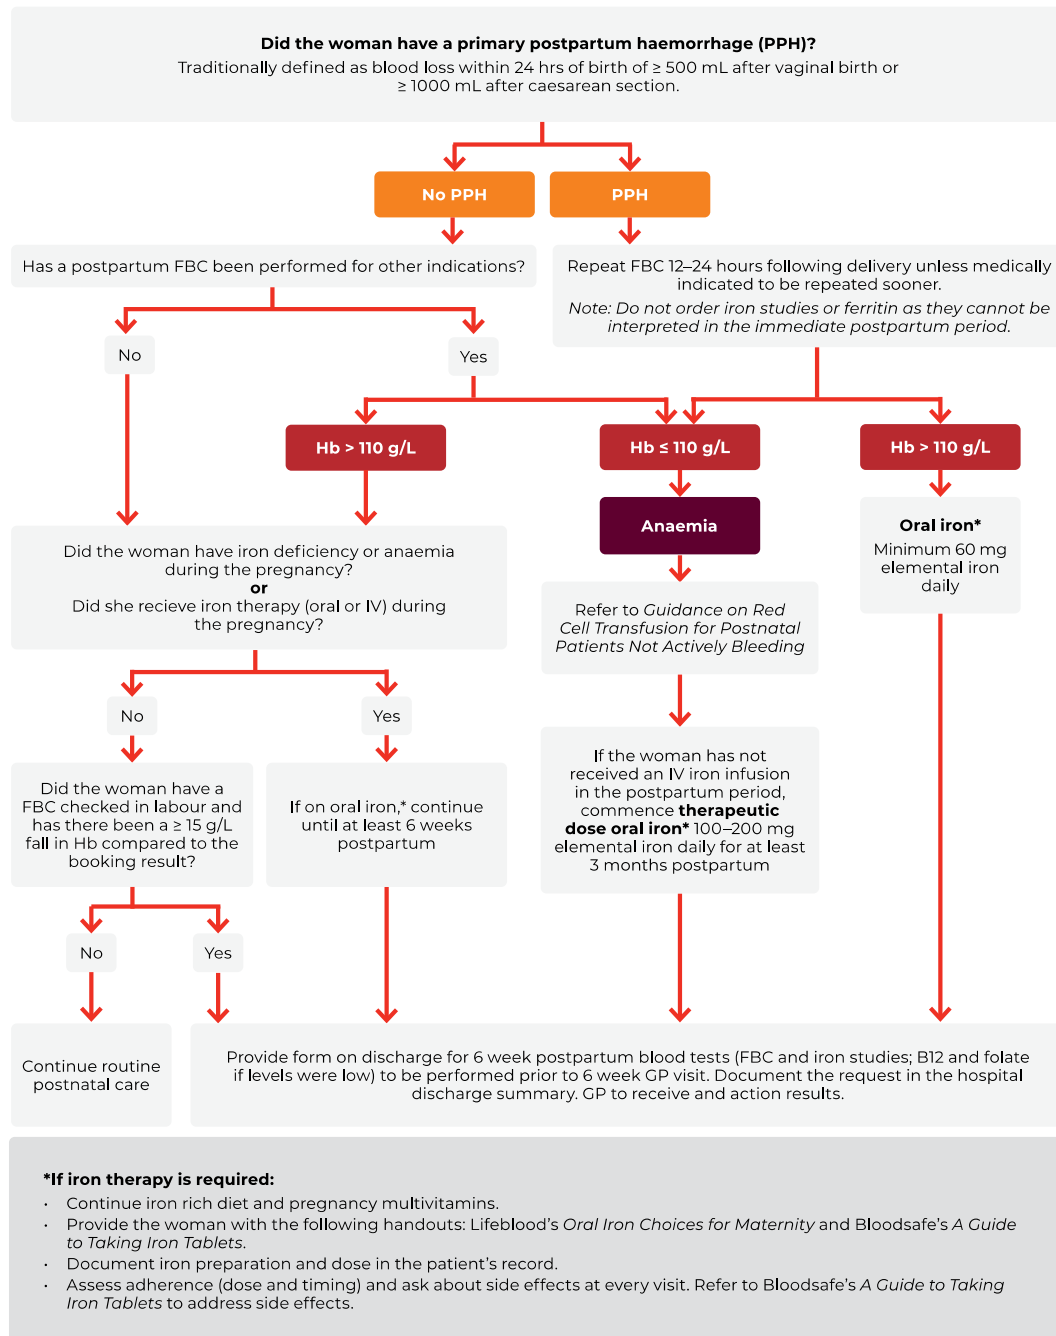 Did the woman have a primary postpartum haemorrhage (PPH)?
Traditionally defined as blood loss within 24 hrs of birth of ≥ 500 mL after vaginal birth or
≥ 1000 mL after caesarean section.
No PPH
PPH
Has a postpartum FBC been performed for other indications?
Repeat FBC 12–24 hours following delivery unless medically
indicated to be repeated sooner.
Note: Do not order iron studies or ferritin as they cannot be
interpreted in the immediate postpartum period.
No
Yes
Hb > 110 g/L
Hb ≤ 110 g/L
Hb > 110 g/L
Anaemia
Oral iron*
Minimum 60 mg
elemental iron
daily
Did the woman have iron deficiency or anaemia
during the pregnancy?
or
Did she recieve iron therapy (oral or IV) during
the pregnancy?
Refer to Guidance on Red
Cell Transfusion for Postnatal
Patients Not Actively Bleeding
No
Yes
Did the woman have a
FBC checked in labour and
has there been a ≥ 15 g/L
fall in Hb compared to the
booking result?
If on oral iron,* continue
until at least 6 weeks
postpartum
If the woman has not
received an IV iron infusion
in the postpartum period,
commence therapeutic
dose oral iron* 100–200 mg
elemental iron daily for at least
3 months postpartum
No
Yes
Continue routine
postnatal care
Provide form on discharge for 6 week postpartum blood tests (FBC and iron studies; B12 and folate
if levels were low) to be performed prior to 6 week GP visit. Document the request in the hospital
discharge summary. GP to receive and action results.
*If iron therapy is required:
• Continue iron rich diet and pregnancy multivitamins.
• Provide the woman with the following handouts: Lifeblood's Oral Iron Choices for Maternity and Bloodsafe's A Guide
to Taking Iron Tablets.
• Document iron preparation and dose in the patient's record.
• Assess adherence (dose and timing) and ask about side effects at every visit. Refer to Bloodsafe's A Guide to Taking
Iron Tablets to address side effects.